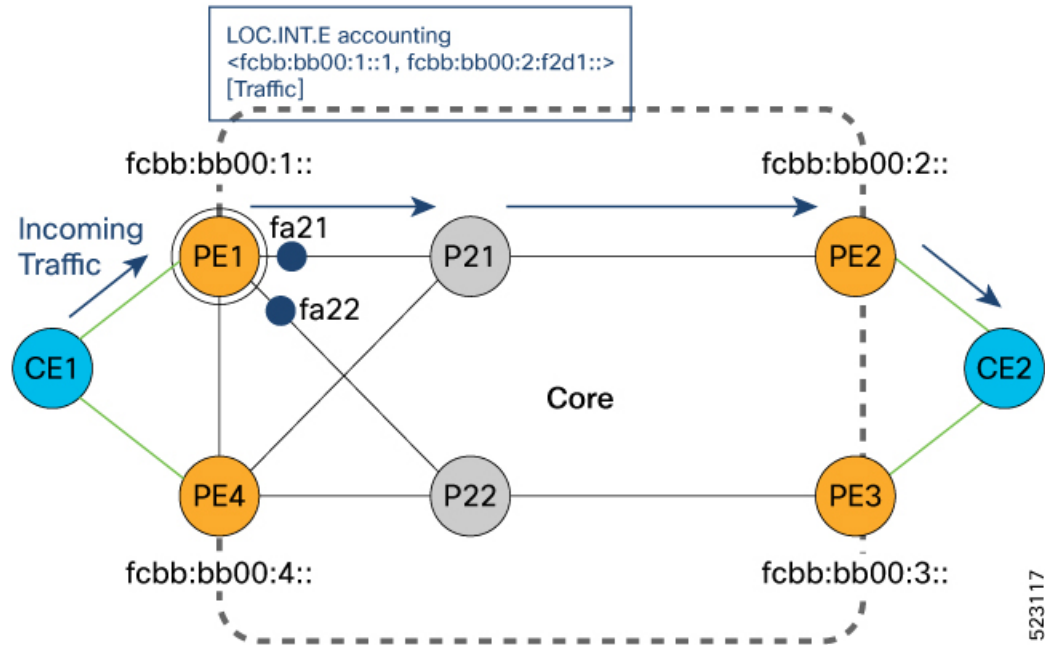 LOC.INT.E accounting
<fcbb:bb00:1::1, fcbb:bb00:2:f2d1::>
[Traffic]
fcbb:bb00:1::
fcbb:bb00:2::
Incoming
Traffic
fa21
PE1
P21
PE2
fa22
CE1
CE2
Core
PE4
P22
PE3
fcbb:bb00:4::
fcbb:bb00:3::
523117